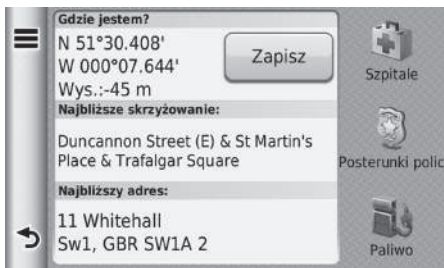 Gdzie jestem?
N 51°30.408'
W 000°07.644'
Wys.:-45 m
Zapisz
Najbliższe skrzyżowanie:
Duncannon Street (E) & St Martin's
Place & Trafalgar Square
Najbliższy adres:
11 Whitehall
Sw1, GBR SW1A 2
Szpitale
Posterunki polic
Paliwo